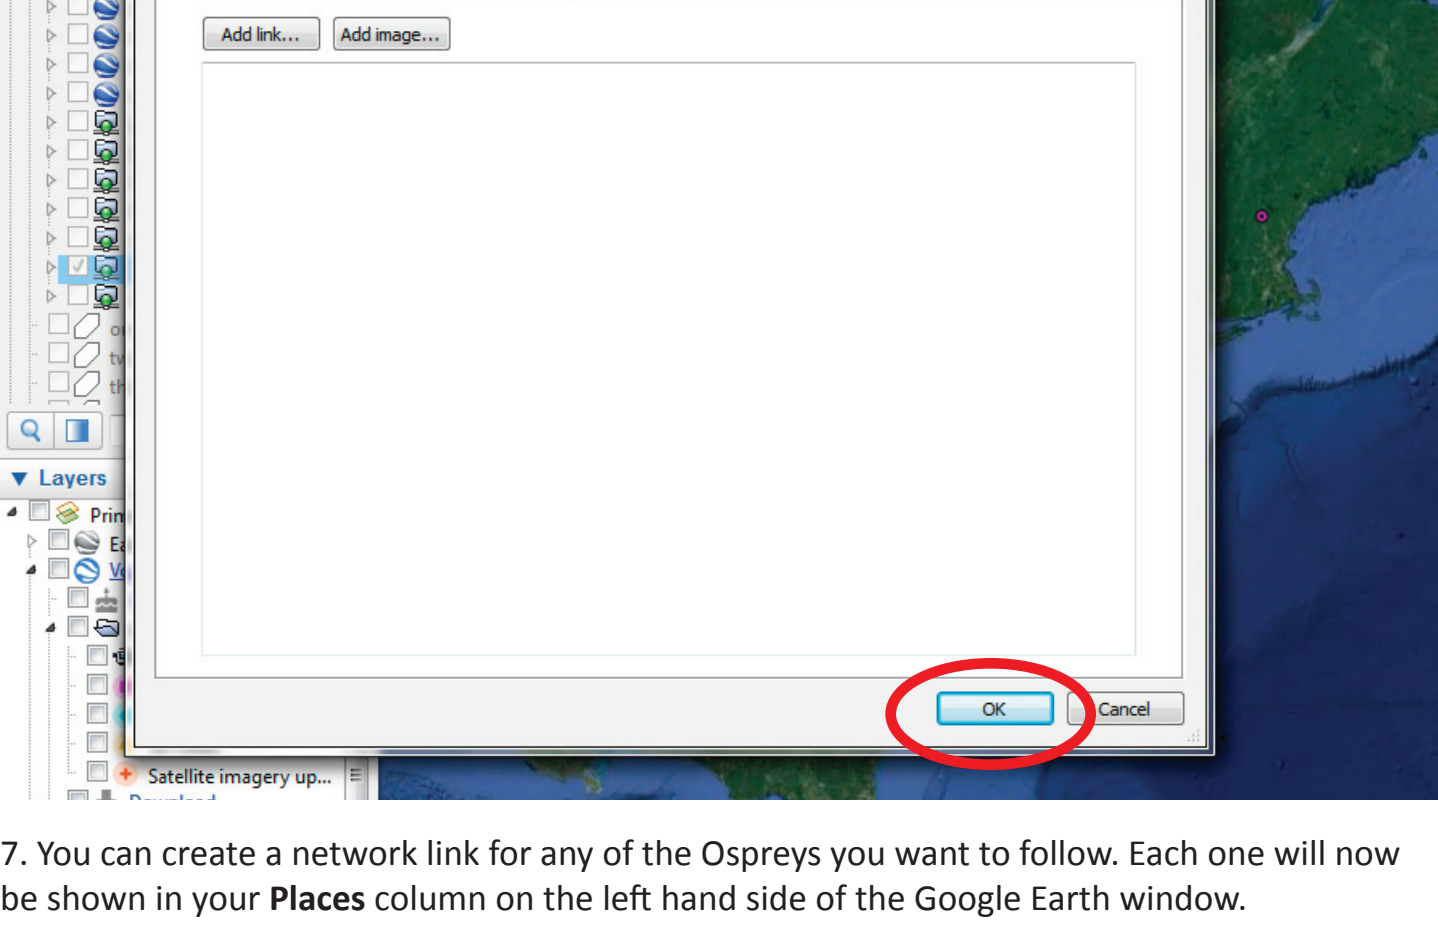 Add link...
Add image...
Layers
OK
Cancel
Satellite imagery up...
7. You can create a network link for any of the Ospreys you want to follow. Each one will now
be shown in your Places column on the left hand side of the Google Earth window.